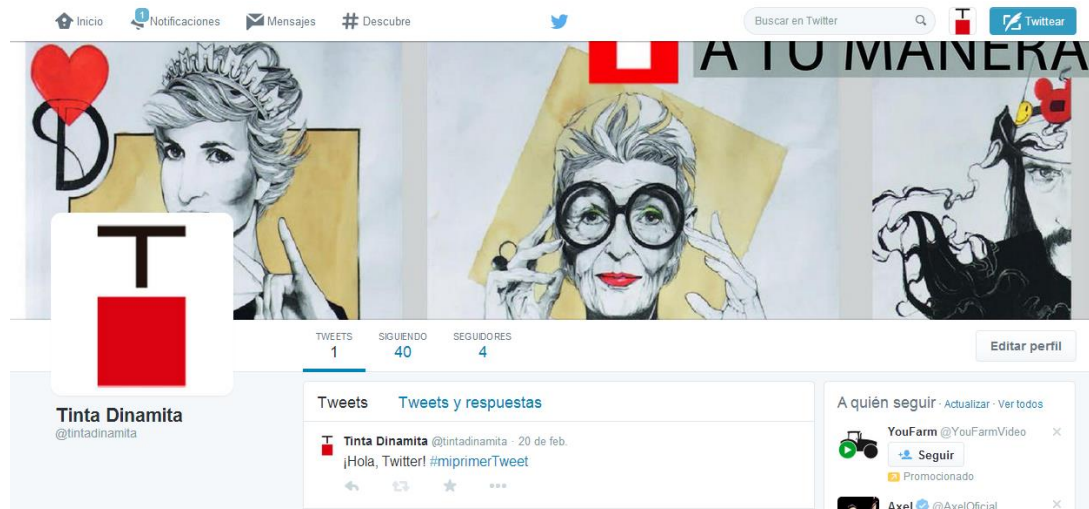 Inicio
1
Notificaciones
Mensajes
Descubre
Buscar en Twitter
T
Twittear
A TU MANERA
D
T
TWEETS
SIGUIENDO
SEGUIDORES
1
40
4
Editar perfil
Tinta Dinamita
@tintadinamita
Tweets
Tweets y respuestas
Tinta Dinamita @tintadinamita · 20 de feb.
¡Hola, Twitter! #miprimerTweet
A quién seguir · Actualizar · Ver todos
YouFarm @YouFarmVideo
Seguir
Promocionado
Axel @AxelOficial